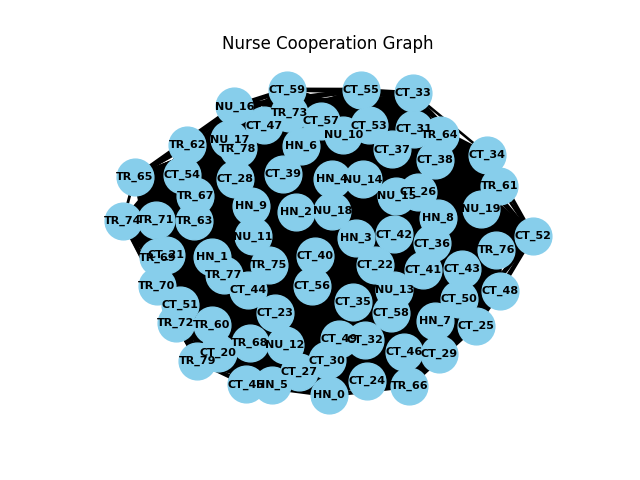 Nurse Cooperation Graph
CT_59
CT_55
CT_33
NU_16
TR_73
CT_57
CT_47
CT_53
CT_31
NU_10
TR_64
NU_17
TR_62
HN_6
TR_78
CT_37
CT_34
CT_38
CT_54
TR_65
CT_28
CT_39
HN_4
NU_14
TR_61
CT_26
TR_67
NU_15
HN_9
NU_19
HN_2
NU_18
HN_8
TR_74
TR_71
TR_63
NU_11
HN_3
CT_42
CT_52
CT_36
TR_76
HN_1
CT_40
TR_75
CT_22
CT_41
CT_43
TR_77
TR_70
CT_44
CT_56
NU_13
CT_48
CT_50
CT_35
CT_51
CT_23
CT_58
TR_72
TR_60
HN_7
CT_25
CT_49
CT_32
TR_68
NU_12
CT_20
CT_46
CT_29
TR_79
CT_30
CT_27
CT_24
HN_5
TR_66
HN_0